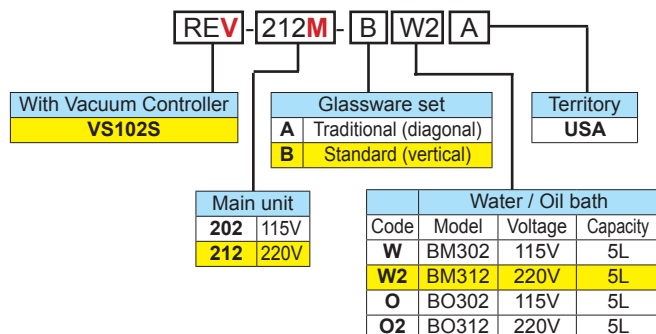 REV-212M-B W2 A
With Vacuum Controller
VS102S
Glassware set
A Traditional (diagonal)
B Standard (vertical)
Territory
USA
Main unit
202 115V
212 220V
Water / Oil bath
Code Model Voltage Capacity
W BM302 115V 5L
W2 BM312 220V 5L
O BO302 115V 5L
O2 BO312 220V 5L